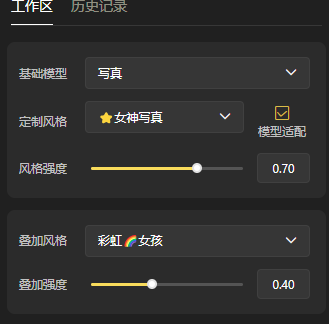 工作区 历史记录
基础模型 写真
定制风格 ⭐女神写真
模型适配
风格强度 0.70
叠加风格 彩虹🌈女孩
叠加强度 0.40